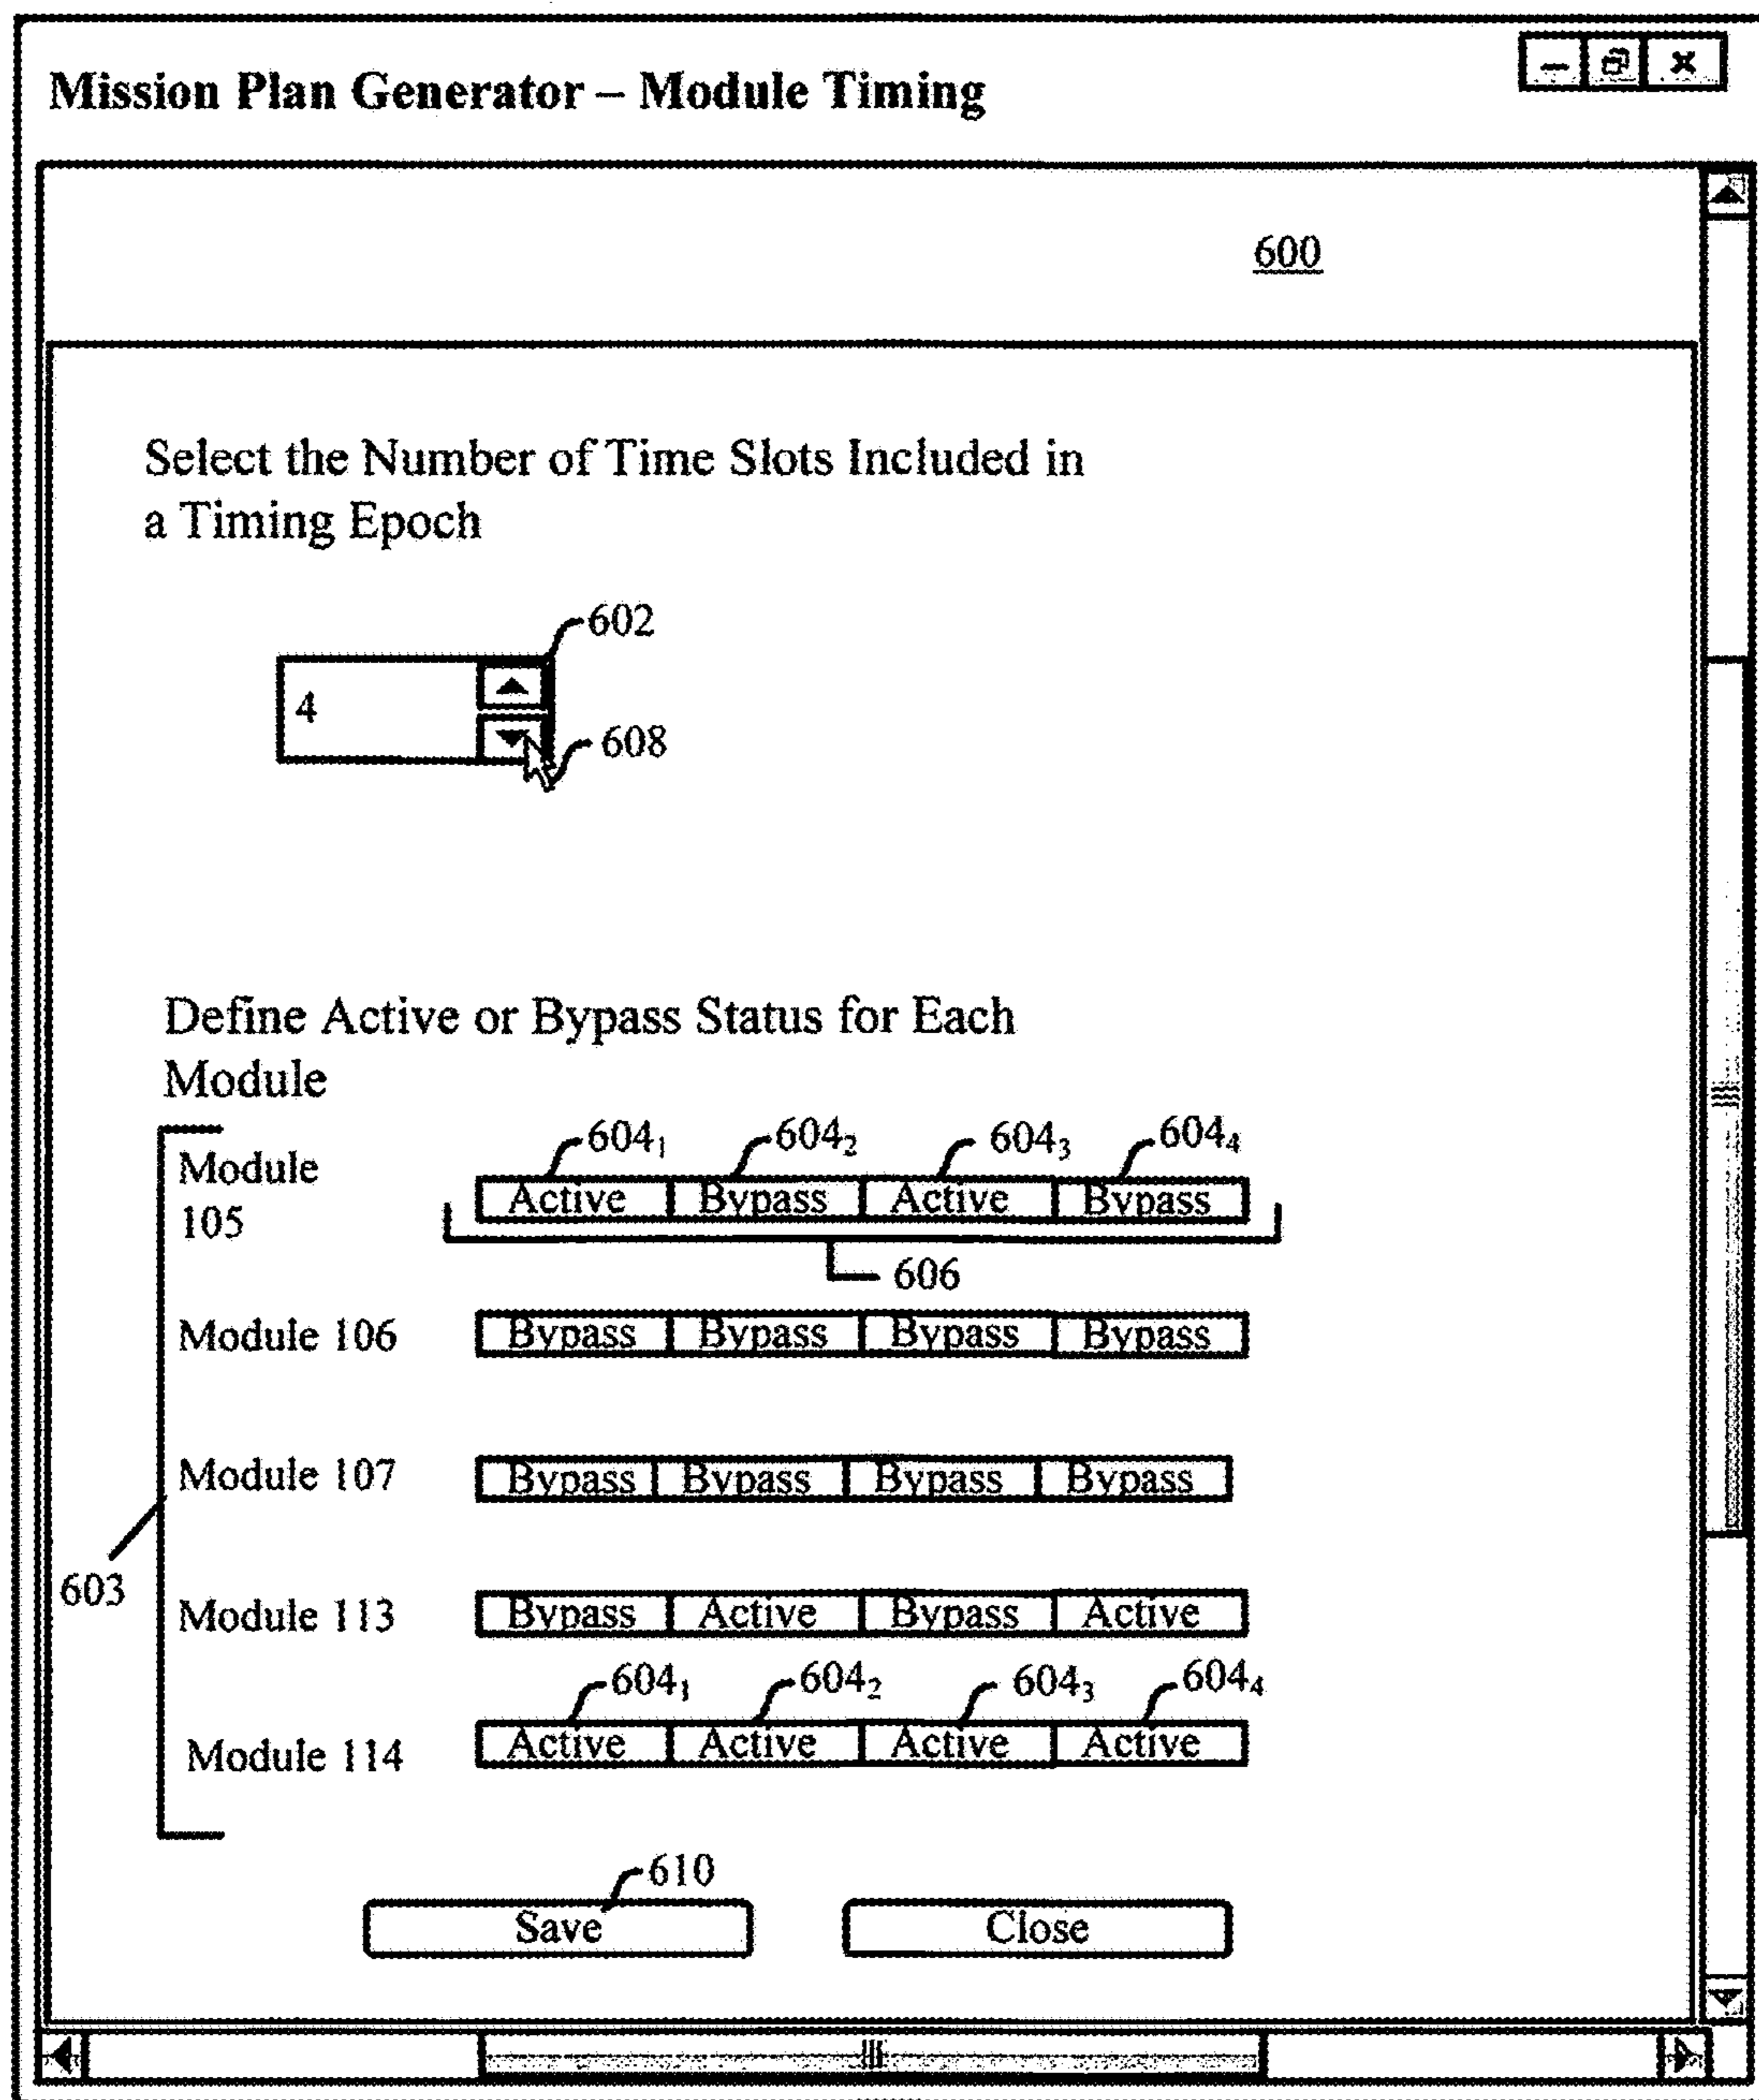 Mission Plan Generator – Module Timing
600
Select the Number of Time Slots Included in
a Timing Epoch
602
4
608
Define Active or Bypass Status for Each
Module
604₁ 604₂ 604₃ 604₄
Module
105
Active Bypass Active Bypass
606
Module 106 Bypass Bypass Bypass Bypass
Module 107 Bypass Bypass Bypass Bypass
603
Module 113 Bypass Active Bypass Active
604₁ 604₂ 604₃ 604₄
Module 114 Active Active Active Active
610
Save Close